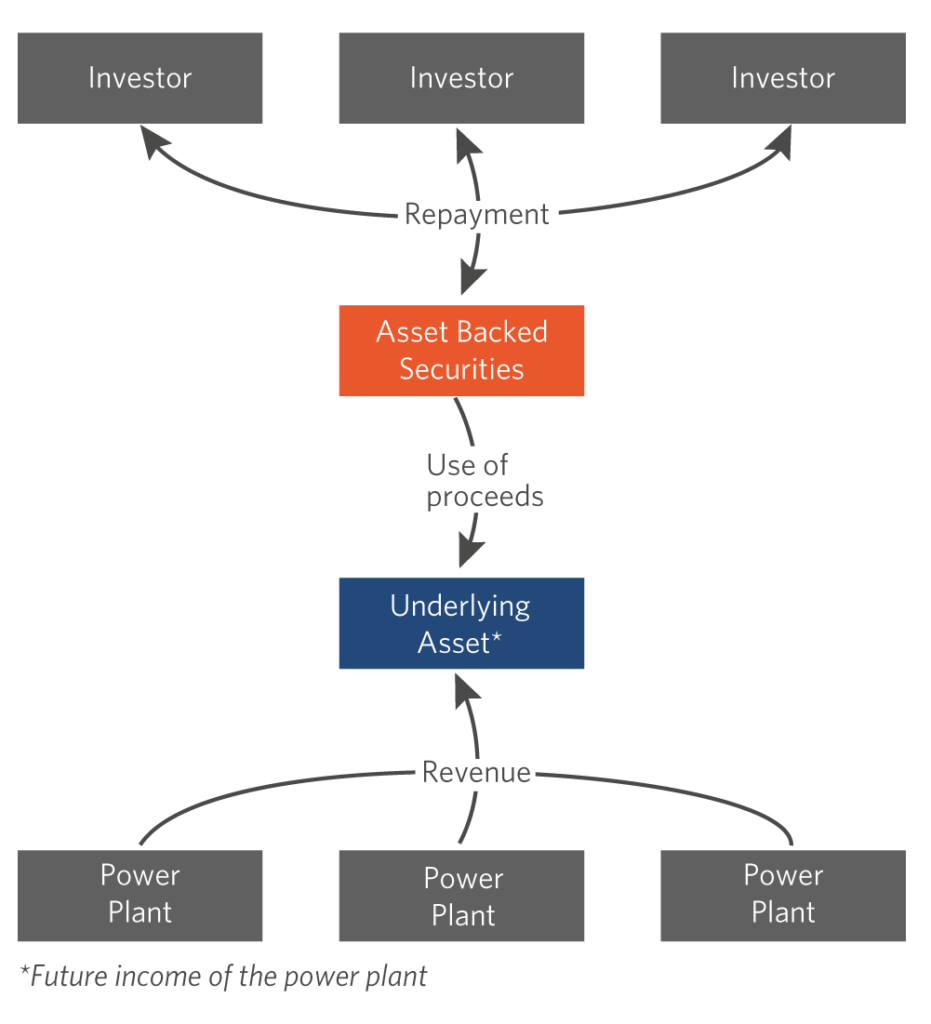 Investor
Investor
Investor
Repayment
Asset Backed
Securities
Use of
proceeds
Underlying
Asset*
Revenue
Power
Plant
Power
Plant
Power
Plant
*Future income of the power plant